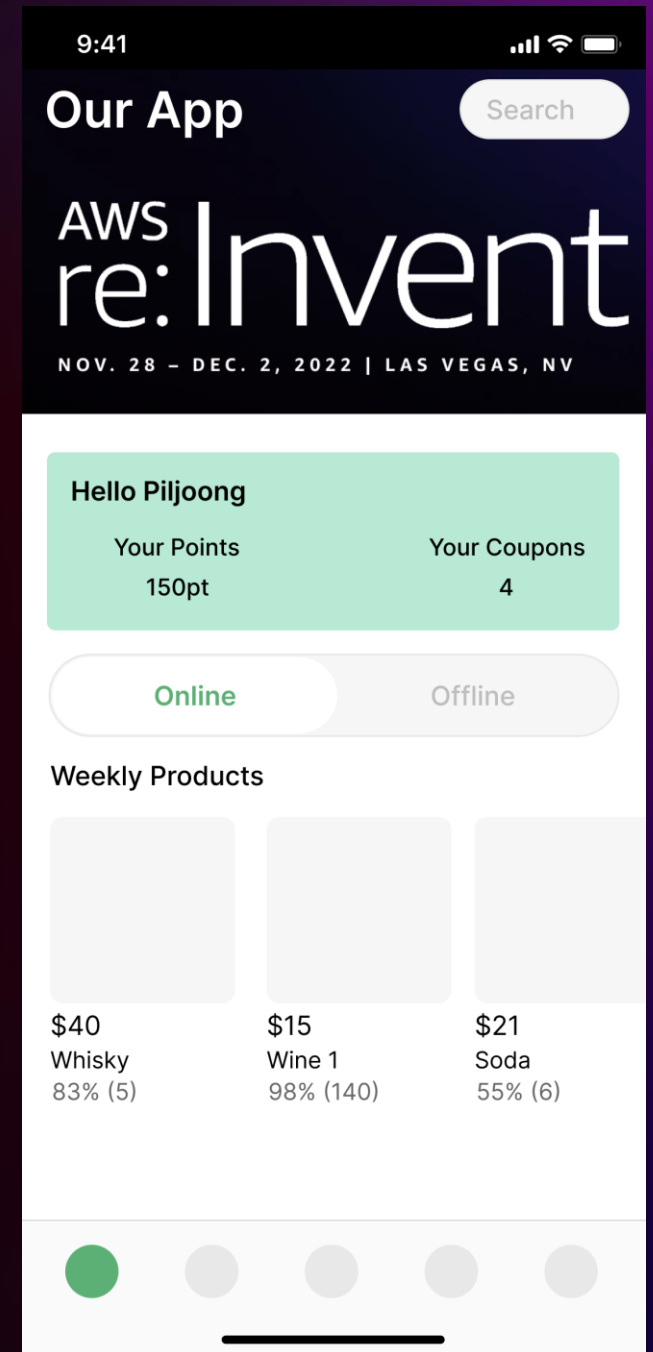 9:41
Our App
Search
AWS
re:Invent
NOV. 28 – DEC. 2, 2022 | LAS VEGAS, NV
Hello Piljoong
Your Points Your Coupons
150pt 4
Online Offline
Weekly Products
$40 $15 $21
Whisky Wine 1 Soda
83% (5) 98% (140) 55% (6)